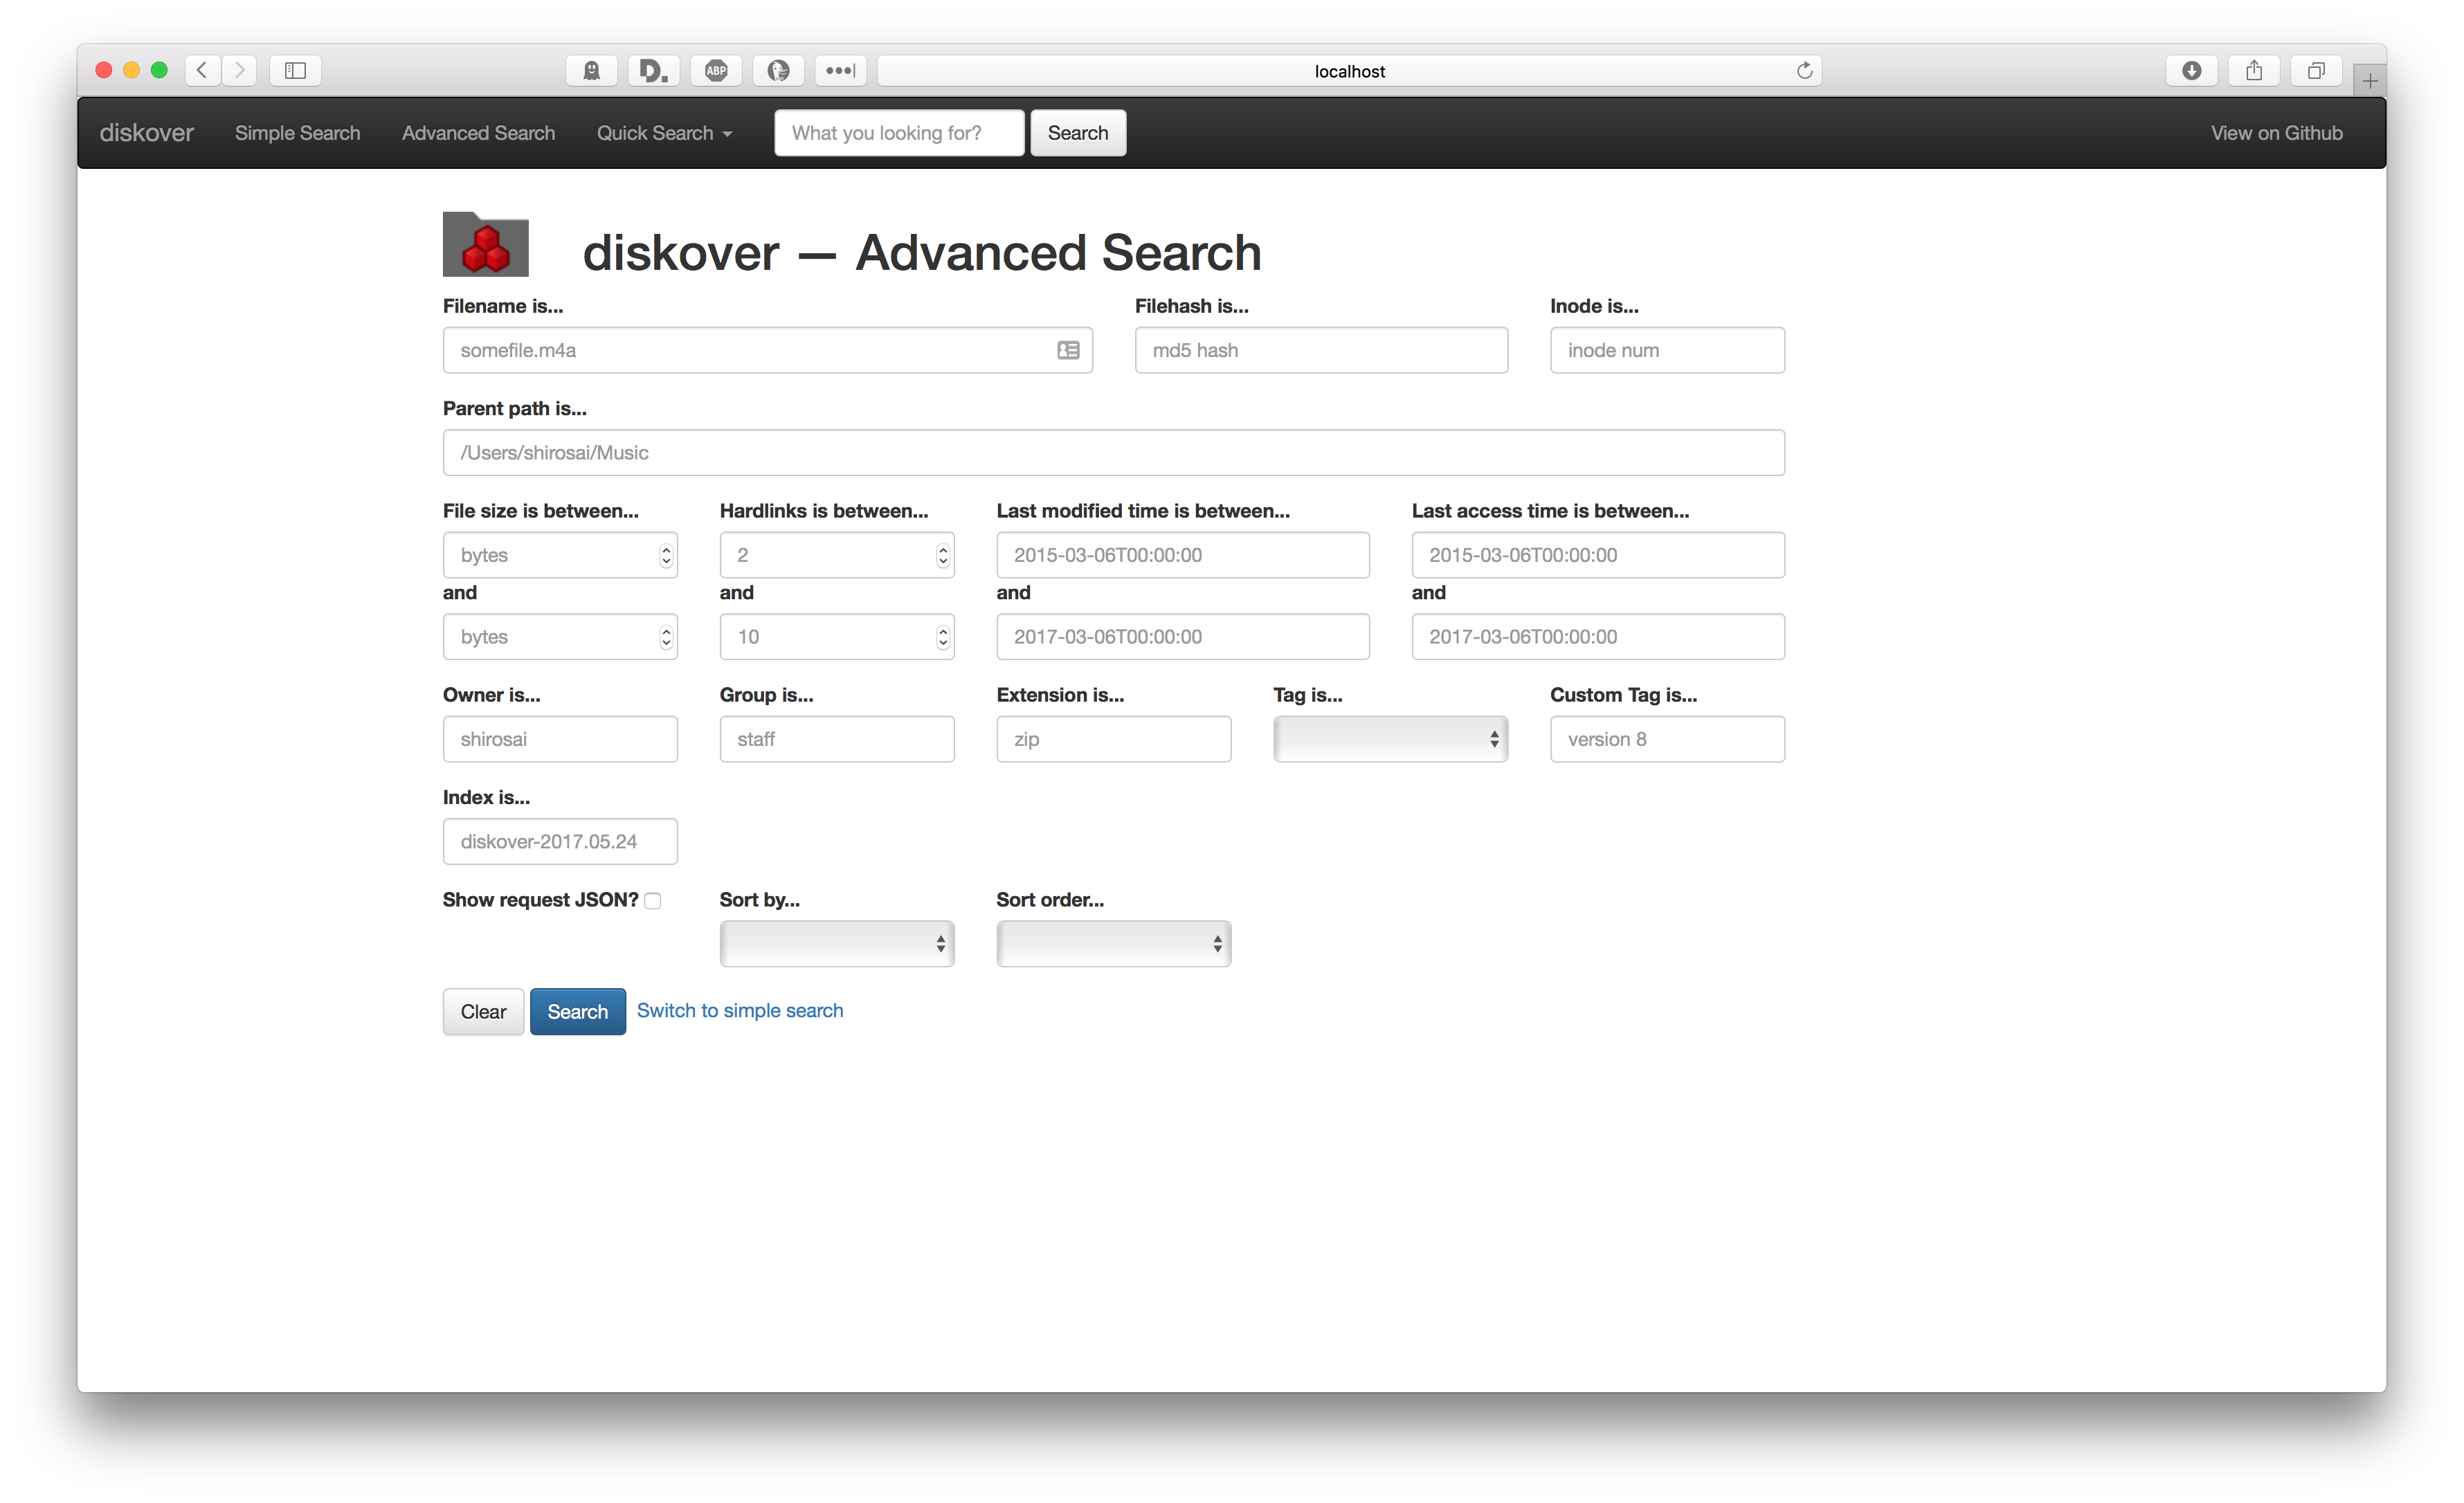 D. ABP localhost
diskover Simple Search Advanced Search Quick Search What you looking for? Search View on Github
diskover — Advanced Search
Filename is... Filehash is... Inode is...
somefile.m4a md5 hash inode num
Parent path is...
/Users/shirosai/Music
File size is between... Hardlinks is between... Last modified time is between... Last access time is between...
bytes 2 2015-03-06T00:00:00 2015-03-06T00:00:00
and and and and
bytes 10 2017-03-06T00:00:00 2017-03-06T00:00:00
Owner is... Group is... Extension is... Tag is... Custom Tag is...
shirosai staff zip version 8
Index is...
diskover-2017.05.24
Show request JSON? Sort by... Sort order...
Clear Search Switch to simple search